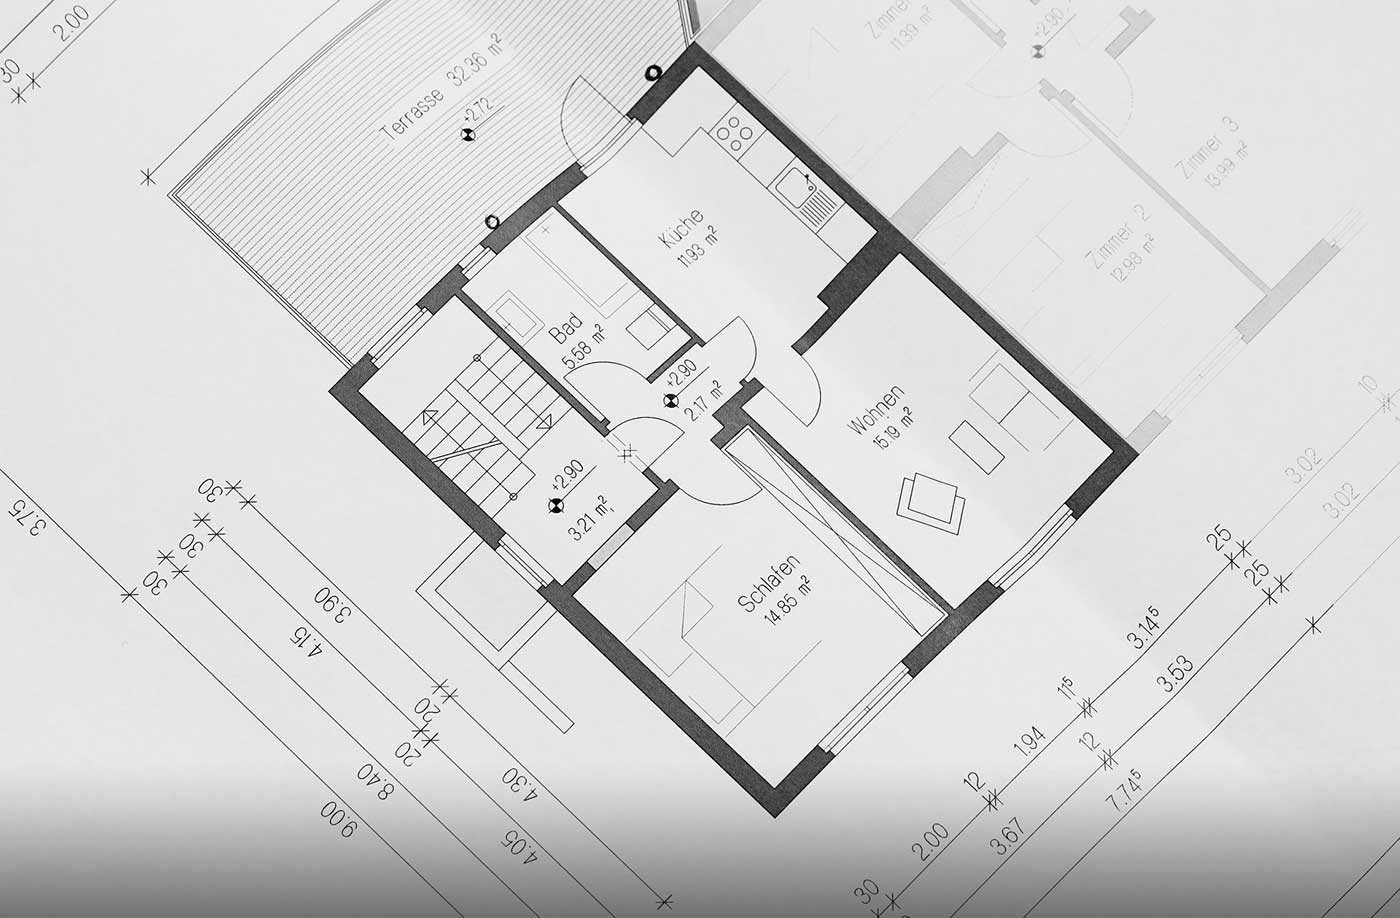 2.00
30
Terrasse 32.36 m²
+2.72
Zimmer
11.39 m²
+2.90
Zimmer 3
13.99 m²
Zimmer 2
12.98 m²
Küche
11.93 m²
Bad
5.58 m²
+2.90
2.17 m²
Wohnen
15.19 m²
+2.90
3.21 m²
Schlafen
14.85 m²
3.75
30
30
30
3.90
4.15
20
20
8.40
9.00
4.30
4.05
10
3.02
3.02
25
25
3.14⁵
3.53
11⁵
1.94
12
12
7.74⁵
2.00
3.67
30